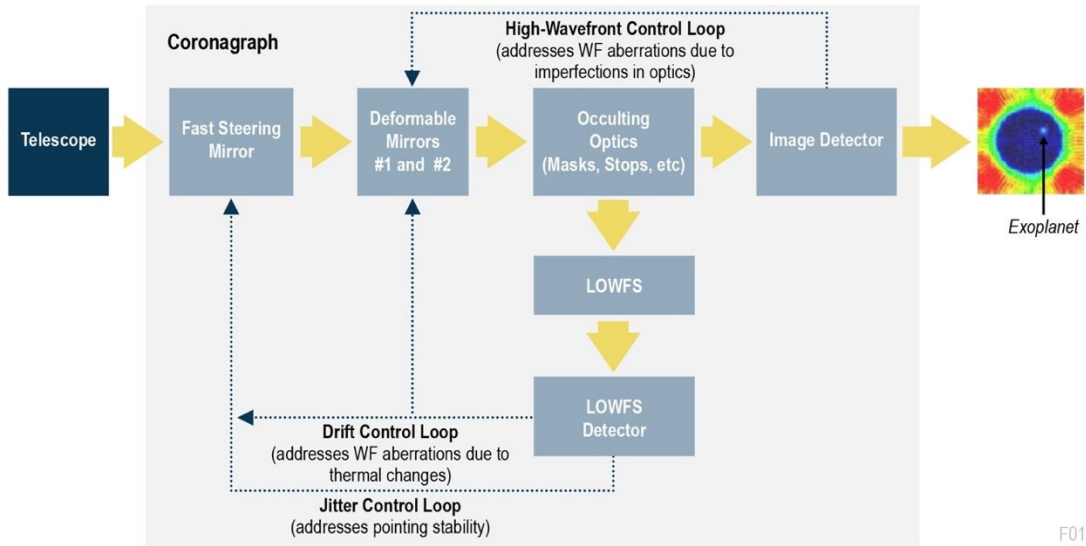 Coronagraph
High-Wavefront Control Loop
(addresses WF aberrations due to
imperfections in optics)
Telescope
Fast Steering
Mirror
Deformable
Mirrors
#1 and #2
Occulting
Optics
(Masks, Stops, etc)
Image Detector
Exoplanet
LOWFS
LOWFS
Detector
Drift Control Loop
(addresses WF aberrations due to
thermal changes)
Jitter Control Loop
(addresses pointing stability)
F01